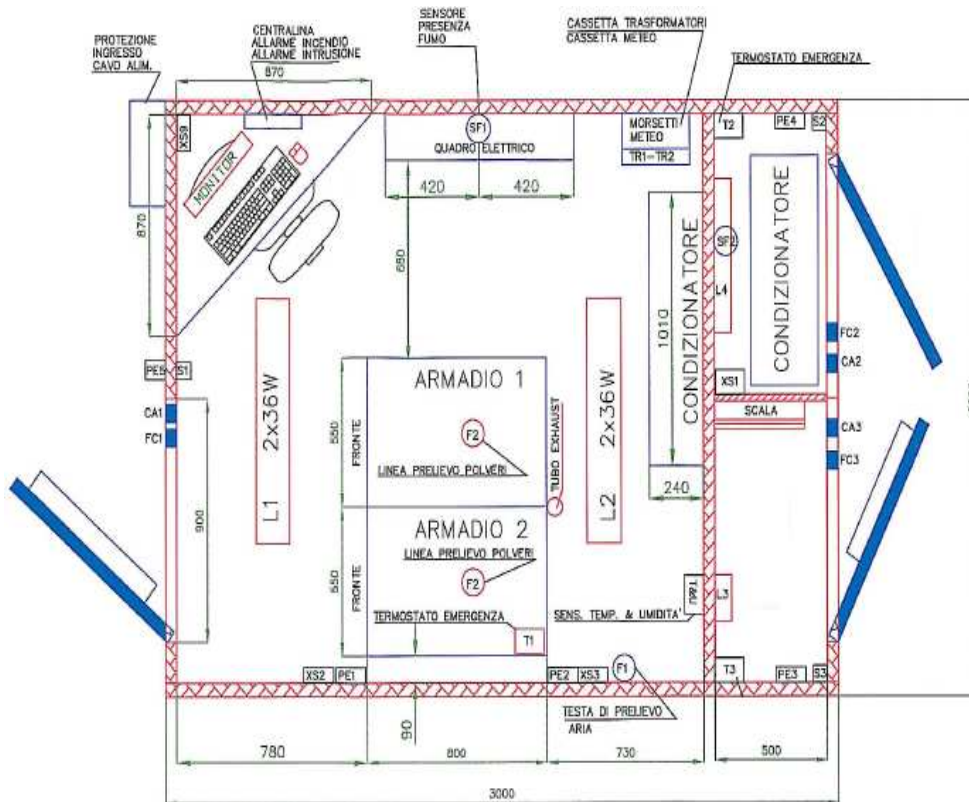 PROTEZIONE
INGRESSO
CAVO ALIM.
CENTRALINA
ALLARME INCENDIO
ALLARME INTRUSIONE
870
SENSORE
PRESENZA
FUMO
CASSETTA TRASFORMATORI
CASSETTA METEO
TERMOSTATO EMERGENZA
XS9
MONITOR
870
SF1
QUADRO ELETTRICO
420
420
MORSETTI
METEO
TR1-TR2
T2
PE4
S2
680
CONDIZIONATORE
1010
240
SF2
L4
CONDIZIONATORE
FC2
CA2
XS1
SCALA
CA3
FC3
PE5
S1
CA1
FC1
900
L1 2x36W
ARMADIO 1
F2
550
FRONTE
LINEA PRELIEVO POLVERI
TUBO EXHAUST
L2 2x36W
ARMADIO 2
LINEA PRELIEVO POLVERI
F2
550
FRONTE
TERMOSTATO EMERGENZA
T1
SENS. TEMP. & UMIDITA'
L3
XS2
PE1
PE2
XS3
F1
T3
PE3
S3
TESTA DI PRELIEVO
ARIA
90
780
800
730
500
3000